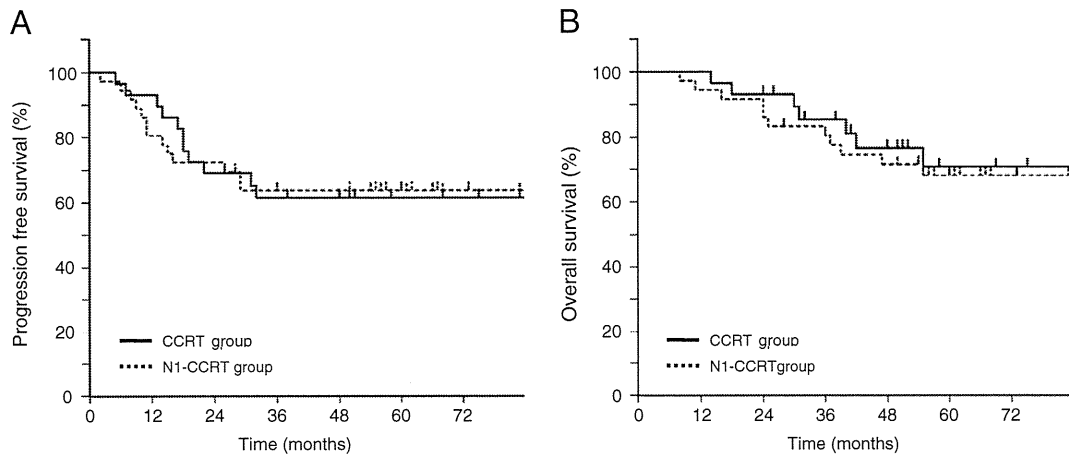 A
Progression free survival (%)
100
80
60
40
20
0
CCRT group
N1-CCRT group
0 12 24 36 48 60 72
Time (months)
B
Overall survival (%)
100
80
60
40
20
0
CCRT group
N1-CCRTgroup
0 12 24 36 48 60 72
Time (months)